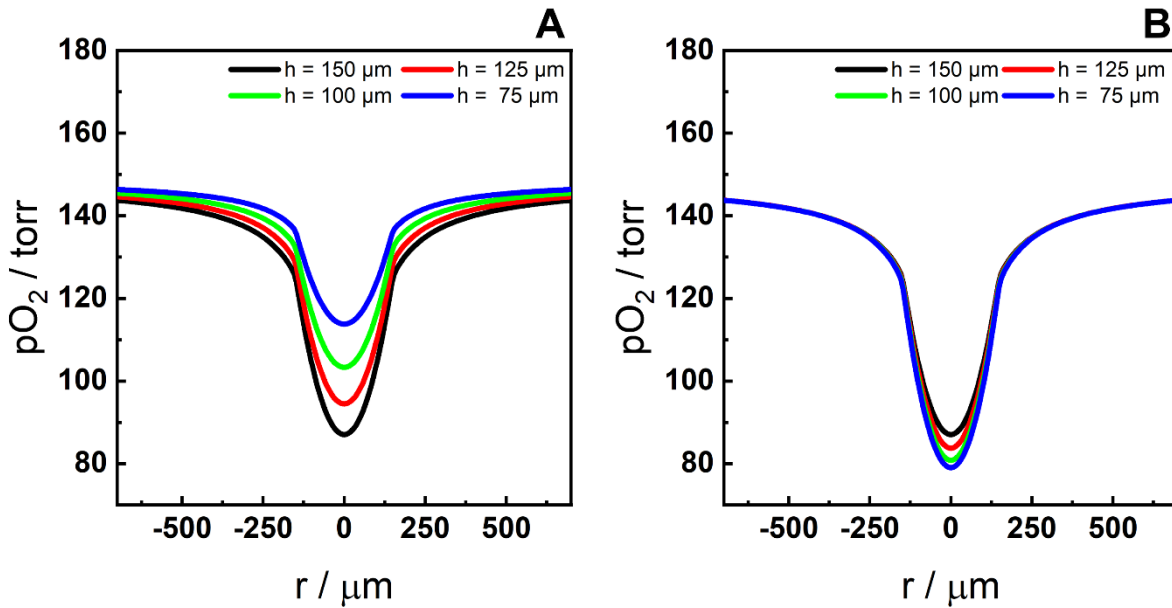 A
180
160
140
120
100
80
pO₂ / torr
h = 150 µm h = 125 µm
h = 100 µm h = 75 µm
-500 -250 0 250 500
r / µm
B
180
160
140
120
100
80
pO₂ / torr
h = 150 µm h = 125 µm
h = 100 µm h = 75 µm
-500 -250 0 250 500
r / µm